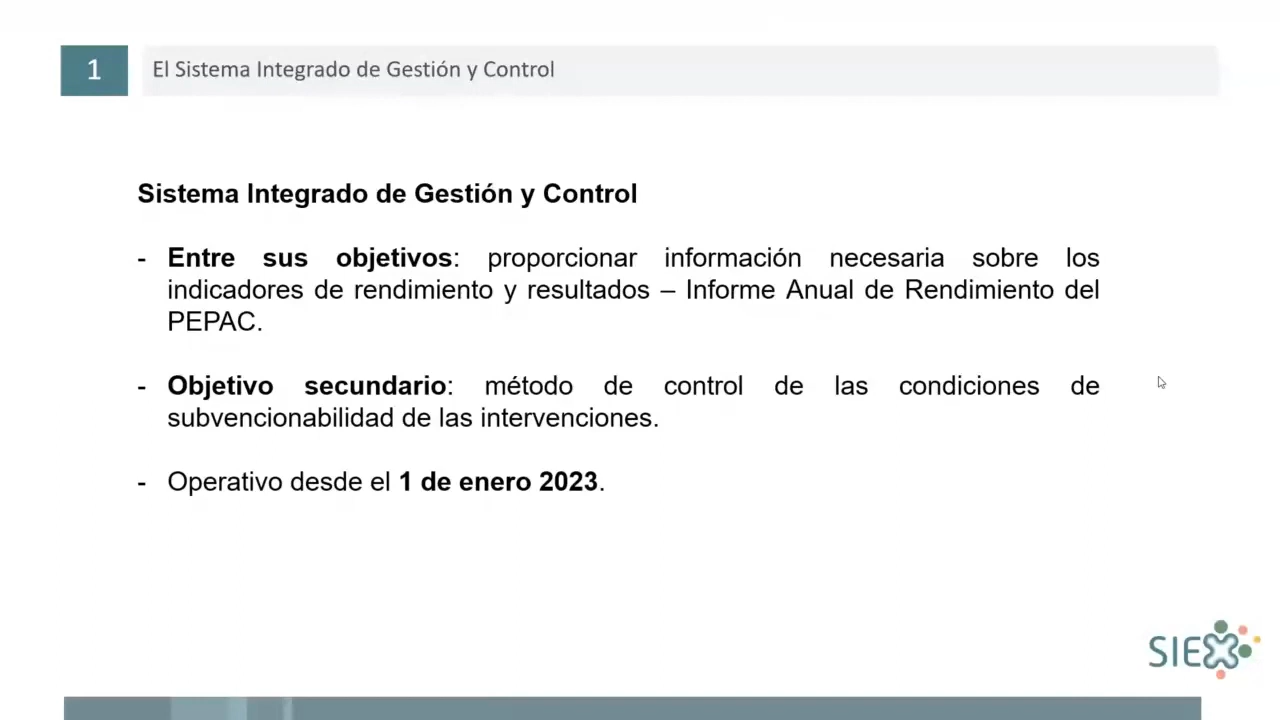 1
El Sistema Integrado de Gestión y Control
Sistema Integrado de Gestión y Control
- Entre sus objetivos: proporcionar información necesaria sobre los
indicadores de rendimiento y resultados – Informe Anual de Rendimiento del
PEPAC.
- Objetivo secundario: método de control de las condiciones de
subvencionabilidad de las intervenciones.
- Operativo desde el 1 de enero 2023.
SIEX